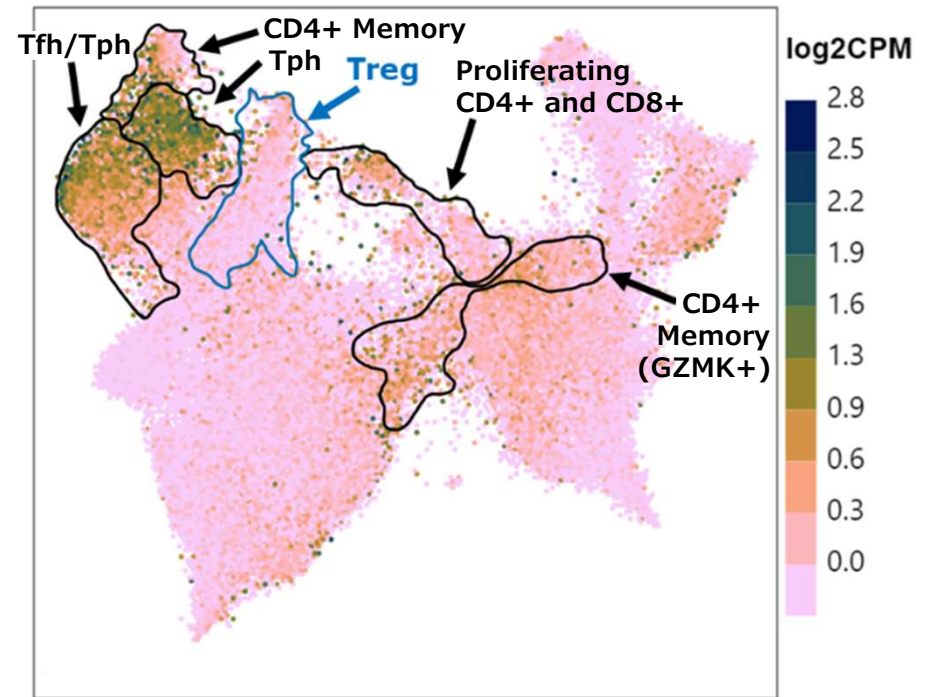 Tfh/Tph
CD4+ Memory
Tph
Treg
Proliferating
CD4+ and CD8+
CD4+
Memory
(GZMK+)
log2CPM
2.8
2.5
2.2
1.9
1.6
1.3
0.9
0.6
0.3
0.0